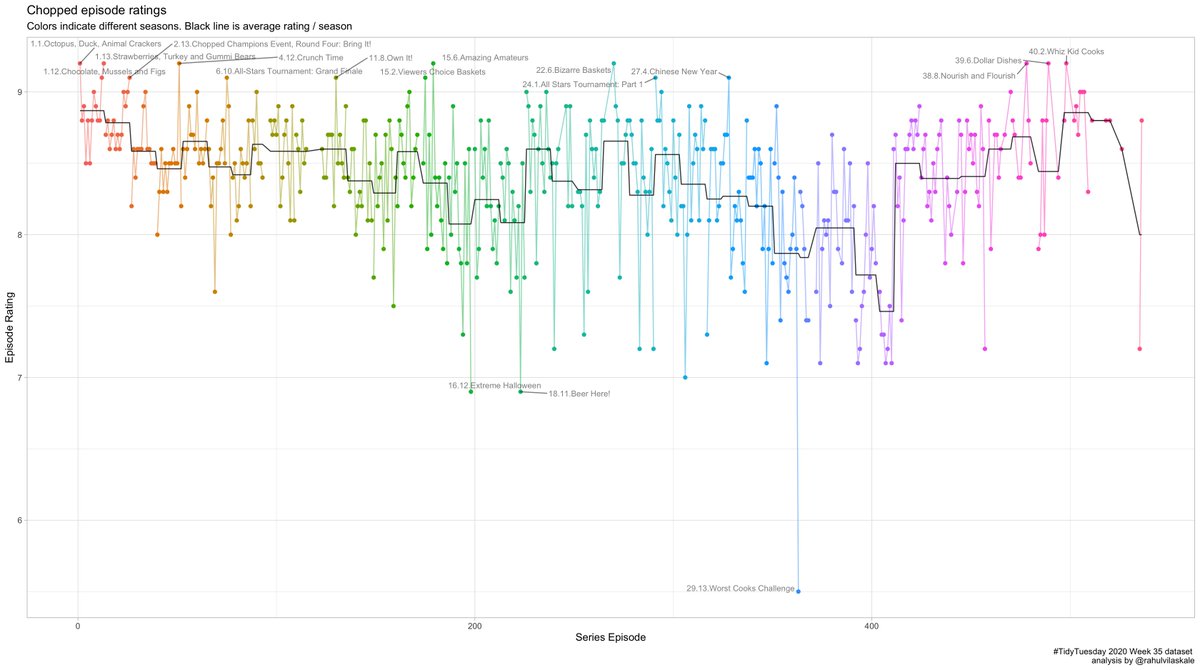 Chopped episode ratings
Colors indicate different seasons. Black line is average rating / season
1.1.Octopus, Duck, Animal Crackers
2.13.Chopped Champions Event, Round Four: Bring It!
40.2.Whiz Kid Cooks
1.13.Strawberries, Turkey and Gummi Bears
4.12.Crunch Time
11.8.Own It!
15.6.Amazing Amateurs
39.6.Dollar Dishes
1.12.Chocolate, Mussels and Figs
6.10.All-Stars Tournament: Grand Finale
15.2.Viewers Choice Baskets
22.6.Bizarre Baskets
27.4.Chinese New Year
38.8.Nourish and Flourish
24.1.All Stars Tournament: Part 1
9
8
7
6
16.12.Extreme Halloween
18.11.Beer Here!
29.13.Worst Cooks Challenge
Episode Rating
0
200
400
Series Episode
#TidyTuesday 2020 Week 35 dataset
analysis by @rahulvilaskale